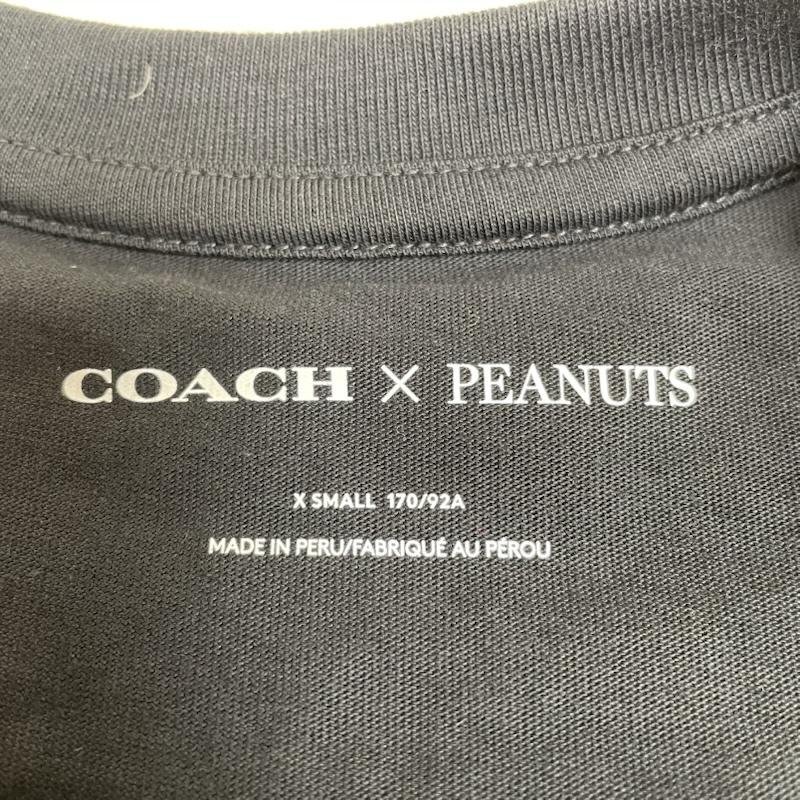 COACH × PEANUTS
X SMALL 170/92A
MADE IN PERU/FABRIQUÉ AU PÉROU